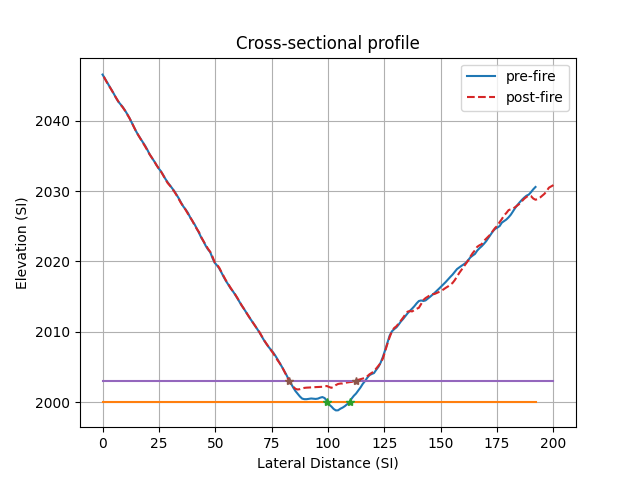 Cross-sectional profile
pre-fire
post-fire
2040
2030
2020
2010
2000
Elevation (SI)
0 25 50 75 100 125 150 175 200
Lateral Distance (SI)